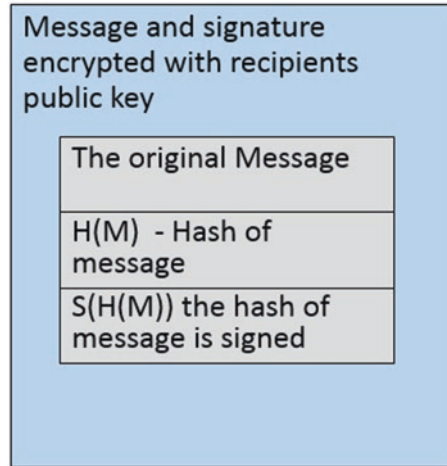 Message and signature
encrypted with recipients
public key
The original Message
H(M) - Hash of
message
S(H(M)) the hash of
message is signed